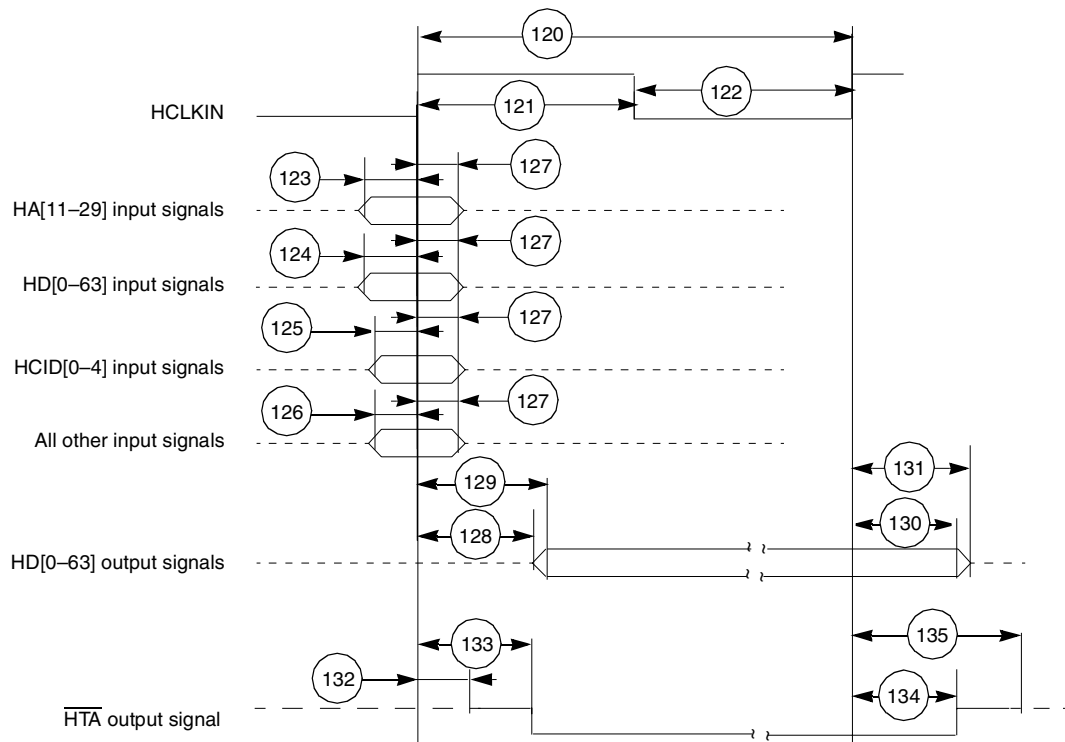 120
121
122
HCLKIN
123
127
HA[11–29] input signals
124
127
HD[0–63] input signals
125
127
HCID[0–4] input signals
126
127
All other input signals
129
131
128
130
HD[0–63] output signals
133
135
132
134
HTA output signal